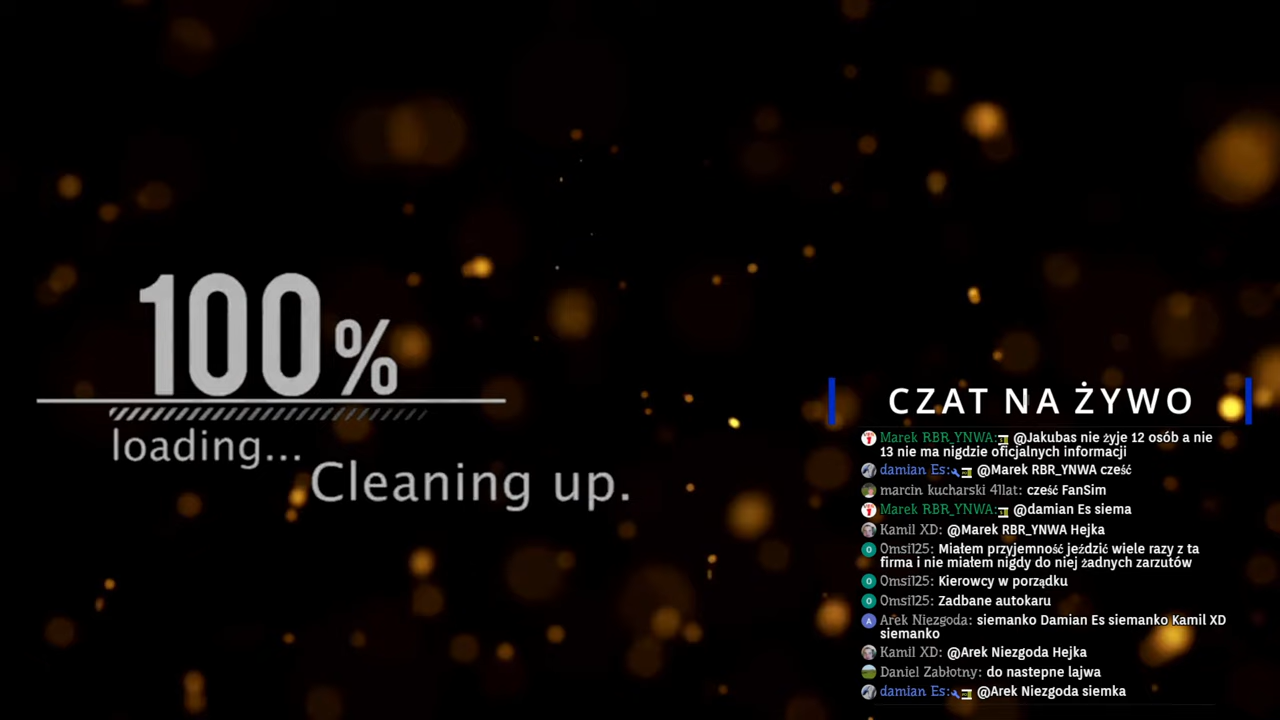 100%
loading...
Cleaning up.
CZAT NA ŻYWO
Marek RBR_YNWA: @Jakubas nie żyje 12 osób a nie
13 nie ma nigdzie oficjalnych informacji
damian Es: @Marek RBR_YNWA cześć
marcin kucharski 41lat: cześć FanSim
Marek RBR_YNWA: @damian Es siema
Kamil XD: @Marek RBR_YNWA Hejka
Omsi125: Miałem przyjemność jeździć wiele razy z ta
firma i nie miałem nigdy do niej żadnych zarzutów
Omsi125: Kierowcy w porządku
Omsi125: Zadbane autokaru
Arek Niezgoda: siemanko Damian Es siemanko Kamil XD
siemanko
Kamil XD: @Arek Niezgoda Hejka
Daniel Zabłotny: do nastepne lajwa
damian Es: @Arek Niezgoda siemka